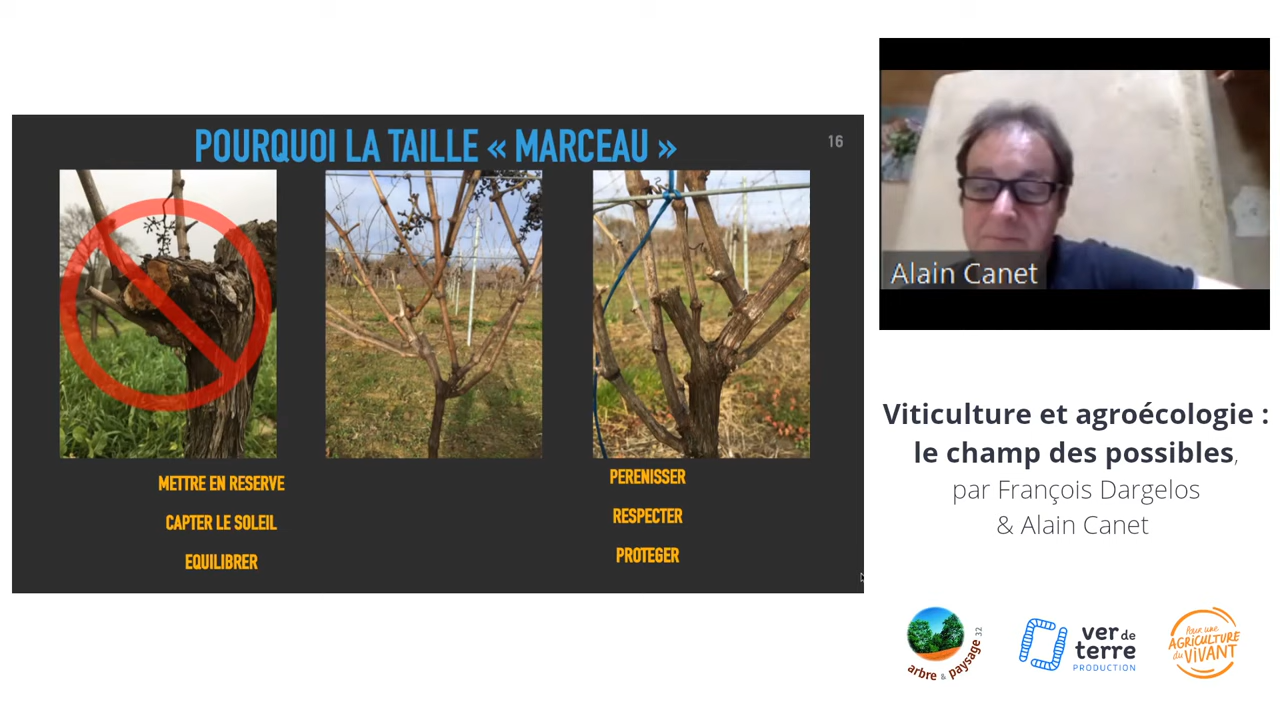 POURQUOI LA TAILLE « MARCEAU »
16
METTRE EN RESERVE
CAPTER LE SOLEIL
EQUILIBRER
PERENISSER
RESPECTER
PROTEGER
Alain Canet
Viticulture et agroécologie :
le champ des possibles,
par François Dargelos
& Alain Canet
arbre & paysage 32
ver de
terre
PRODUCTION
Pour une
AGRICULTURE
du ViVANT